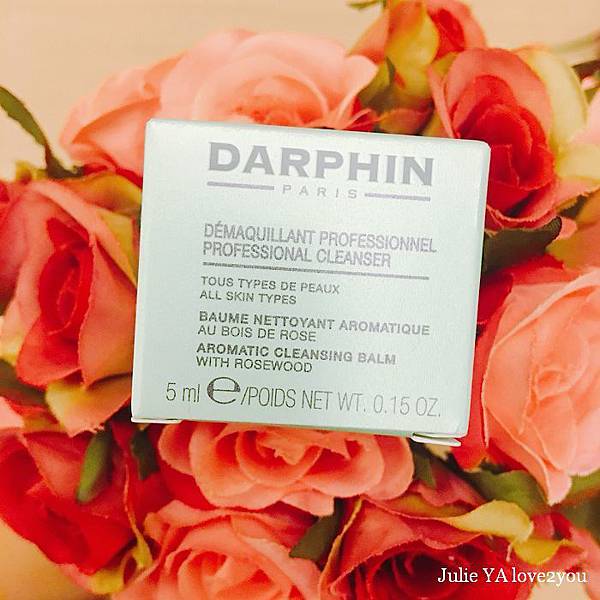 DARPHIN
PARIS
DÉMAQUILLANT PROFESSIONNEL
PROFESSIONAL CLEANSER
TOUS TYPES DE PEAUX
ALL SKIN TYPES
BAUME NETTOYANT AROMATIQUE
AU BOIS DE ROSE
AROMATIC CLEANSING BALM
WITH ROSEWOOD
5 ml ℮/POIDS NET WT. 0.15 OZ.
Julie YA love2you